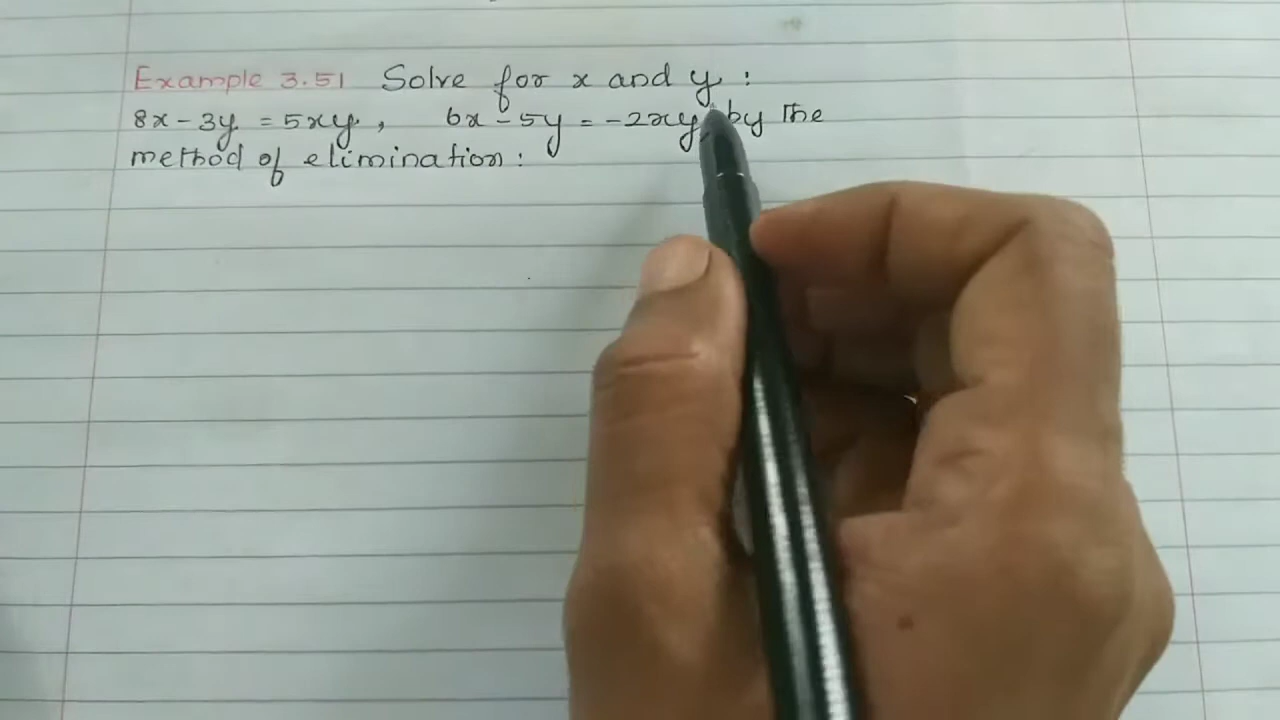 Example 3.51 Solve for x and y :
8x - 3y = 5xy , 6x - 5y = -2xy by the
method of elimination :